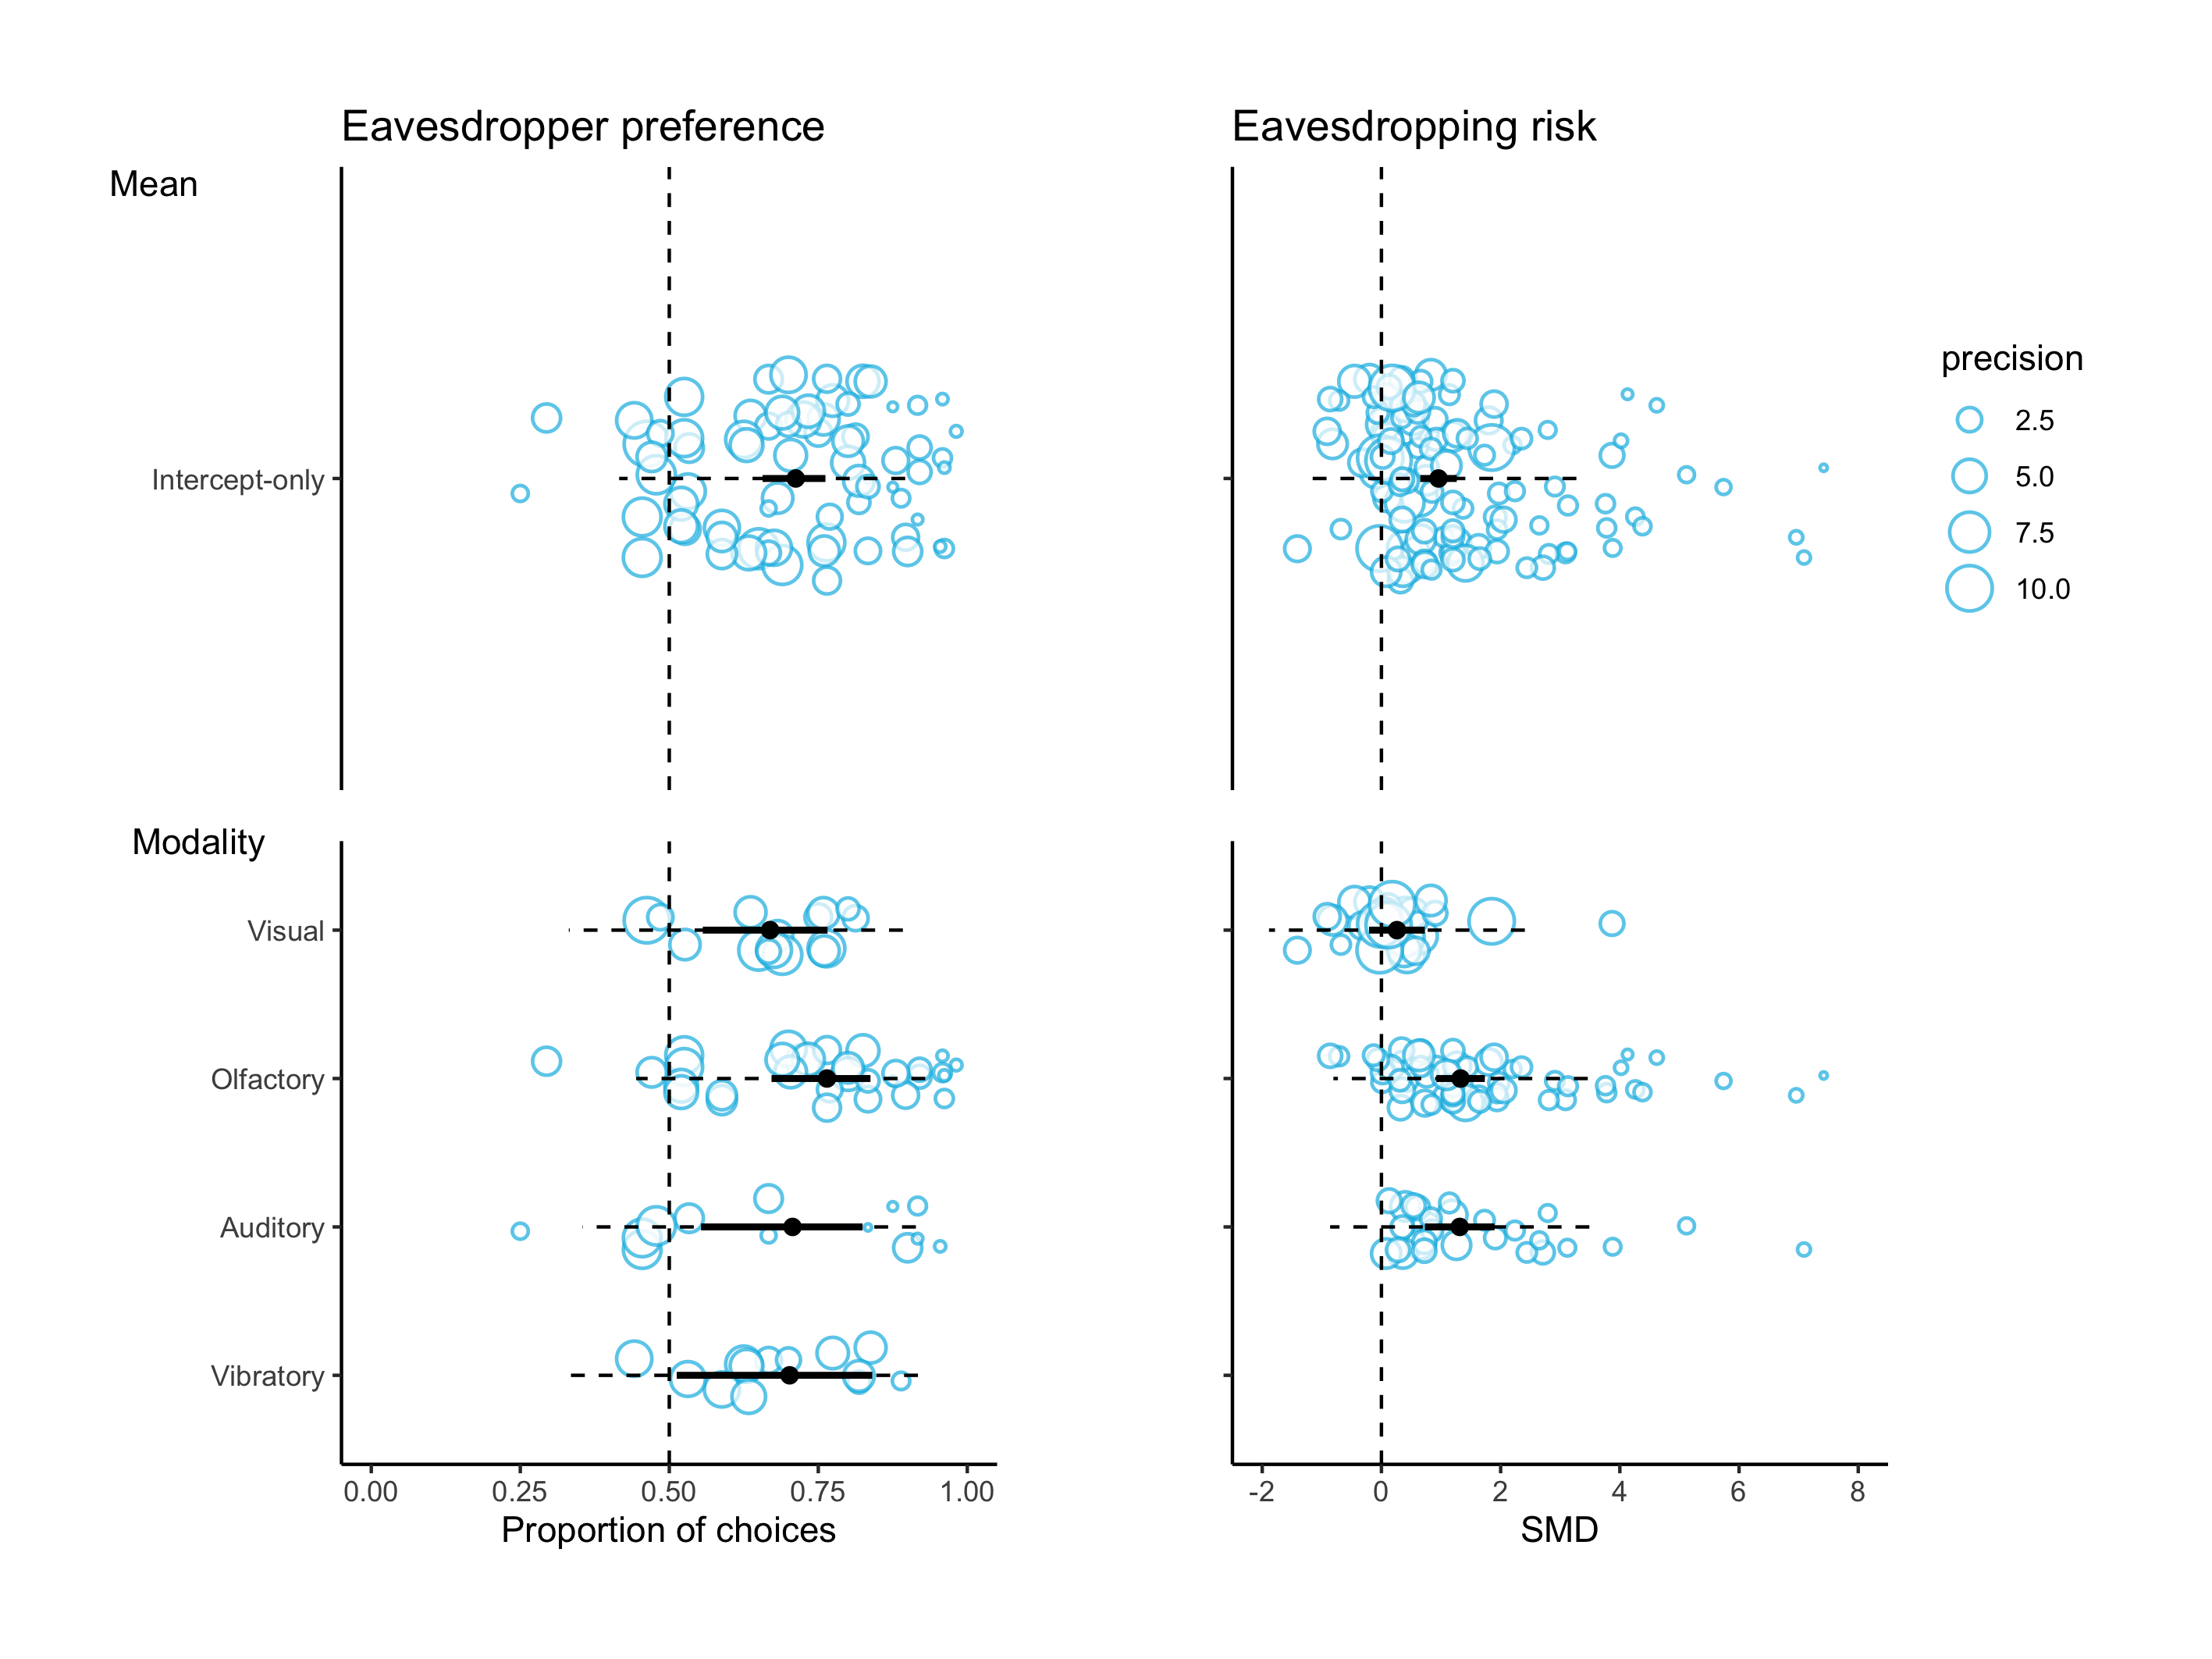 Eavesdropper preference
Eavesdropping risk
Mean
Intercept-only
precision
2.5
5.0
7.5
10.0
Modality
Visual
Olfactory
Auditory
Vibratory
0.00 0.25 0.50 0.75 1.00
-2 0 2 4 6 8
Proportion of choices
SMD